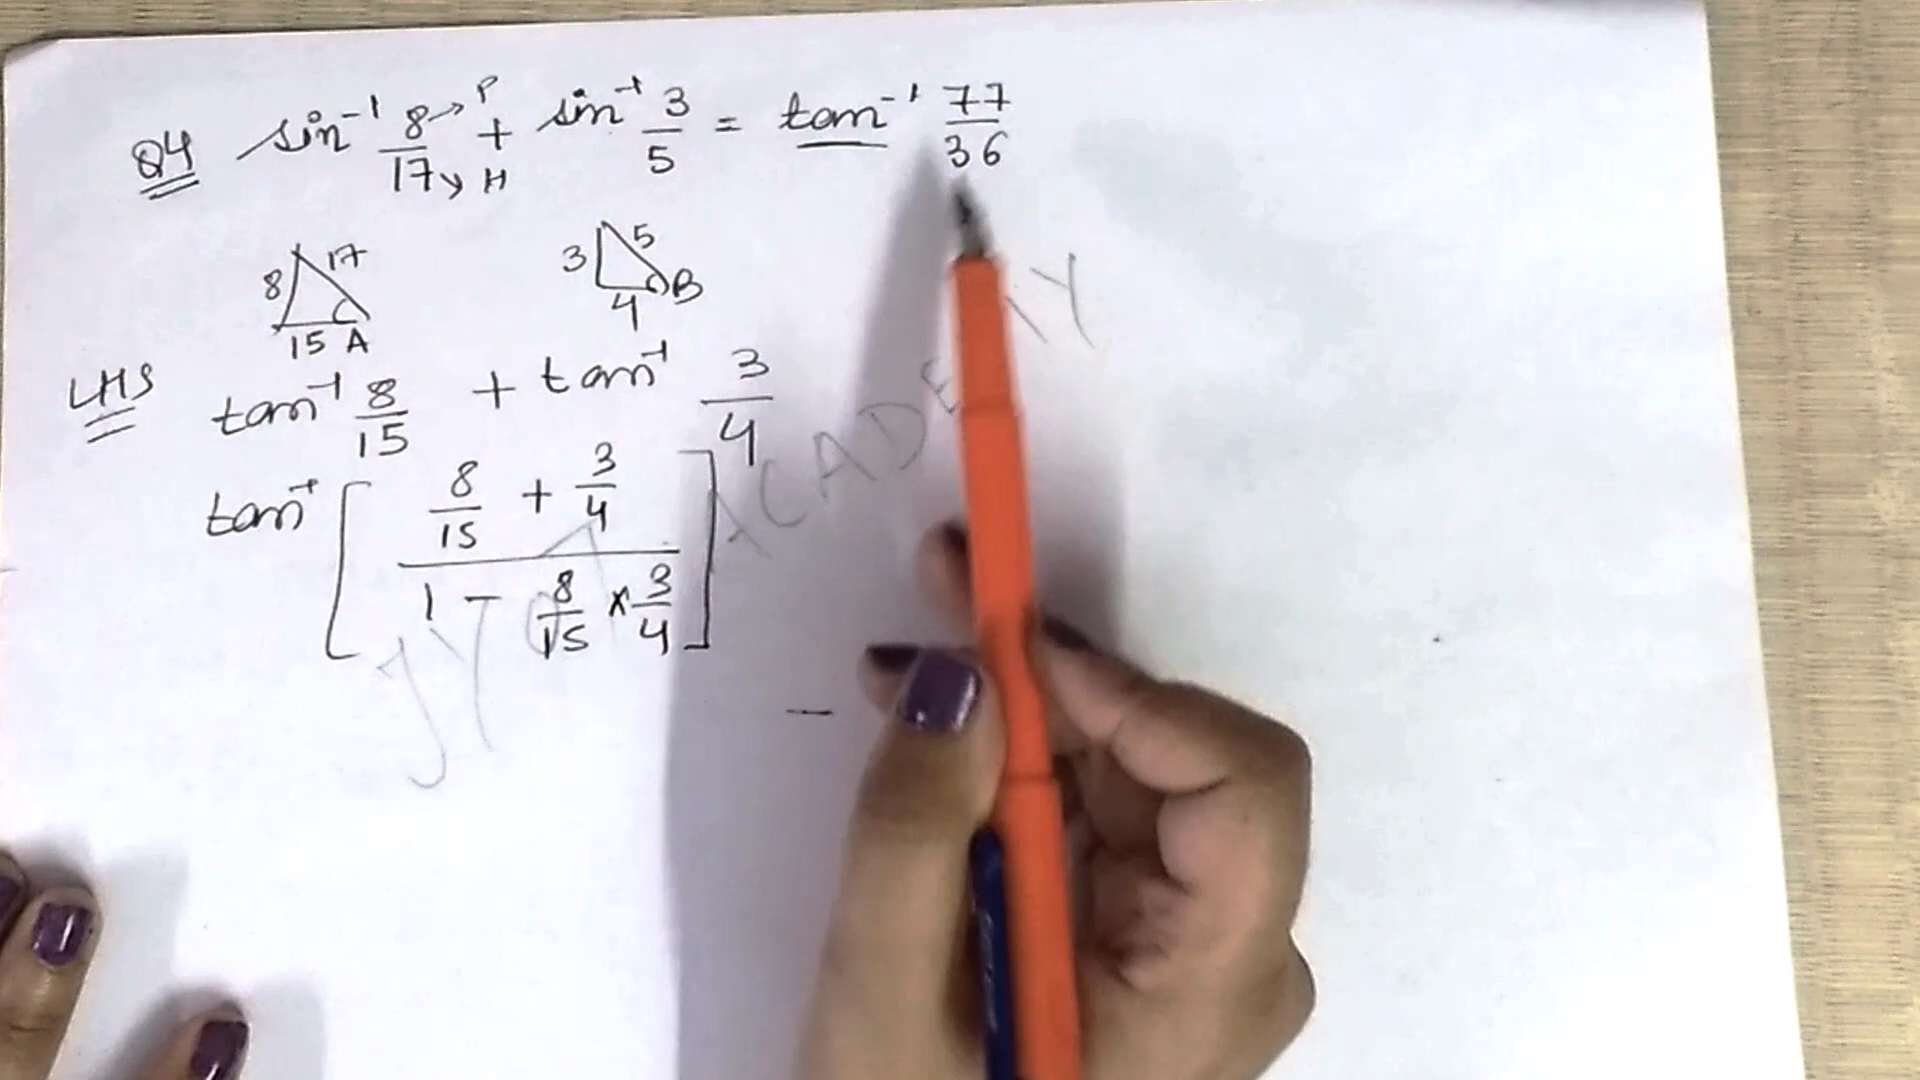 Q4 sin⁻¹ 8/17 → P → H + sin⁻¹ 3/5 = tan⁻¹ 77/36
8 17 15 A
3 5 4 B
LHS tan⁻¹ 8/15 + tan⁻¹ 3/4
tan⁻¹ [ (8/15 + 3/4) / (1 - 8/15 × 3/4) ]
JYOTI ACADEMY